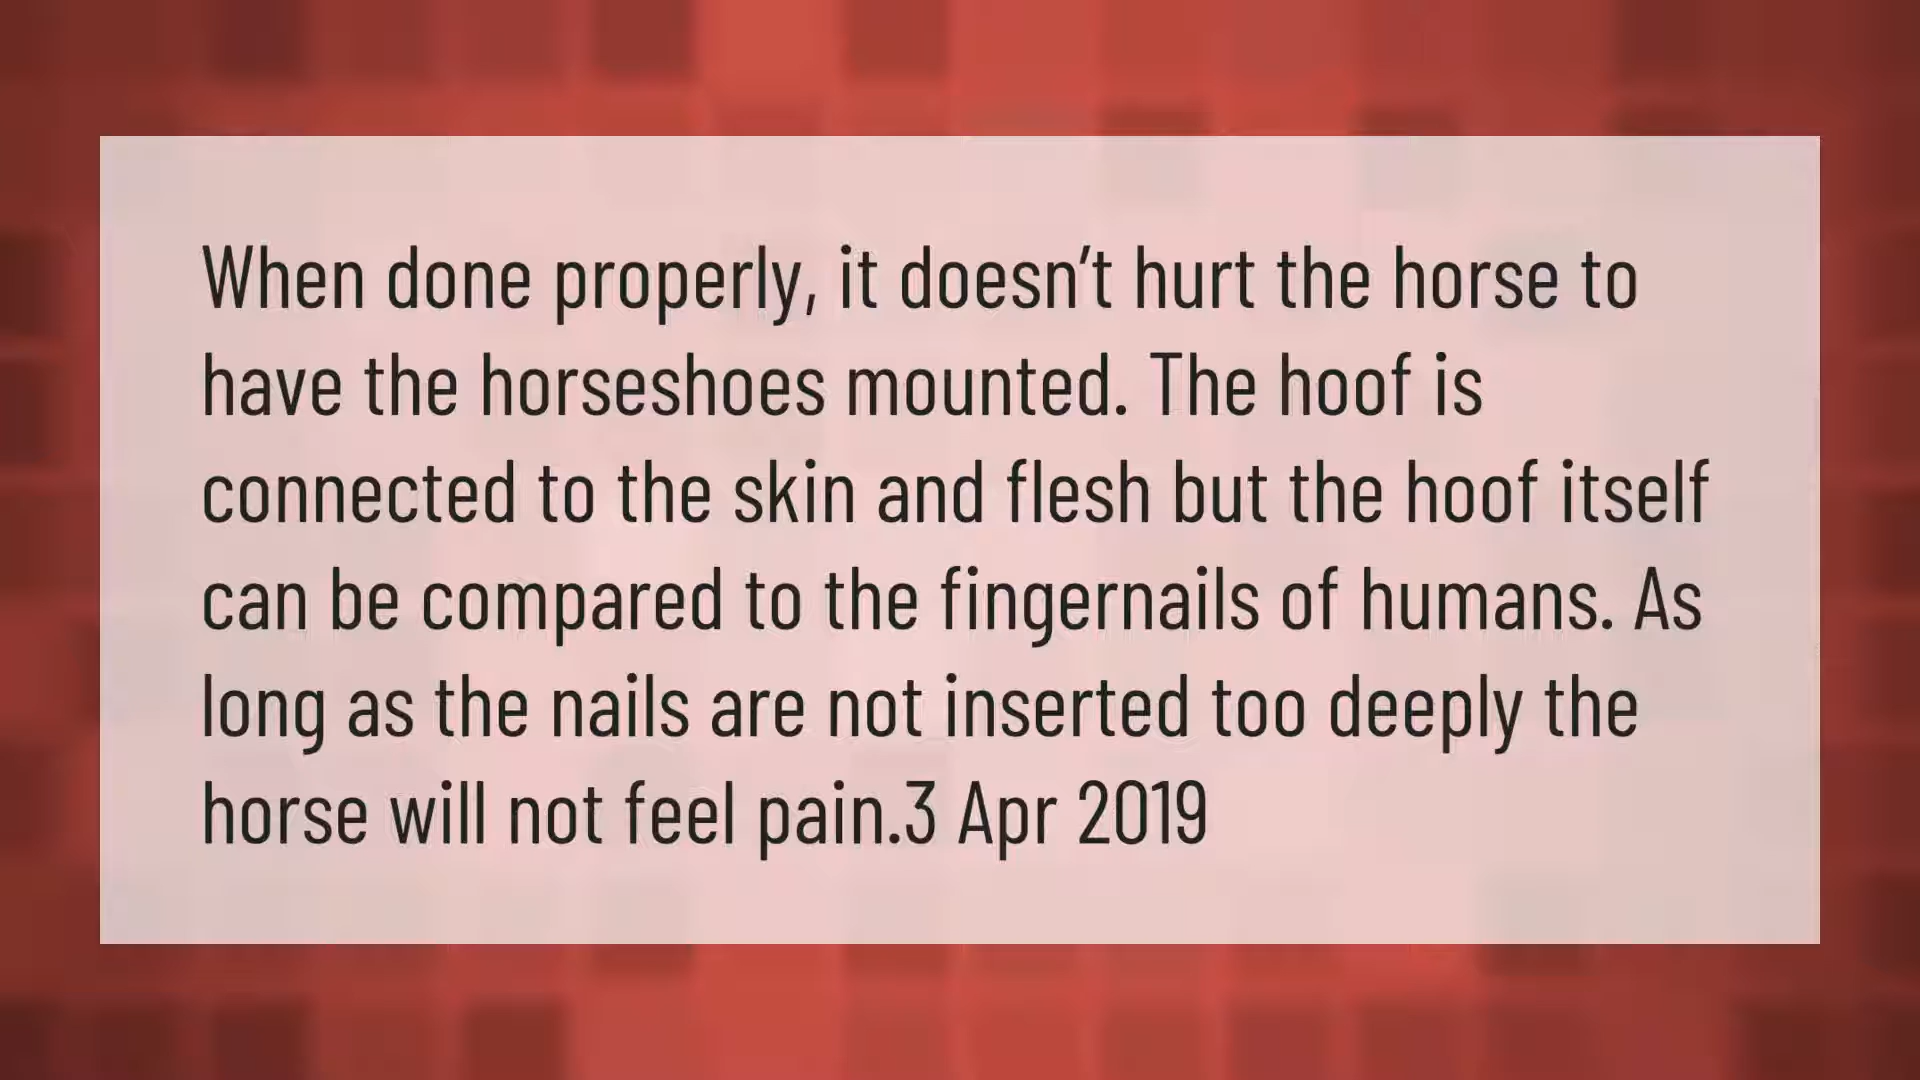 When done properly, it doesn’t hurt the horse to
have the horseshoes mounted. The hoof is
connected to the skin and flesh but the hoof itself
can be compared to the fingernails of humans. As
long as the nails are not inserted too deeply the
horse will not feel pain.3 Apr 2019